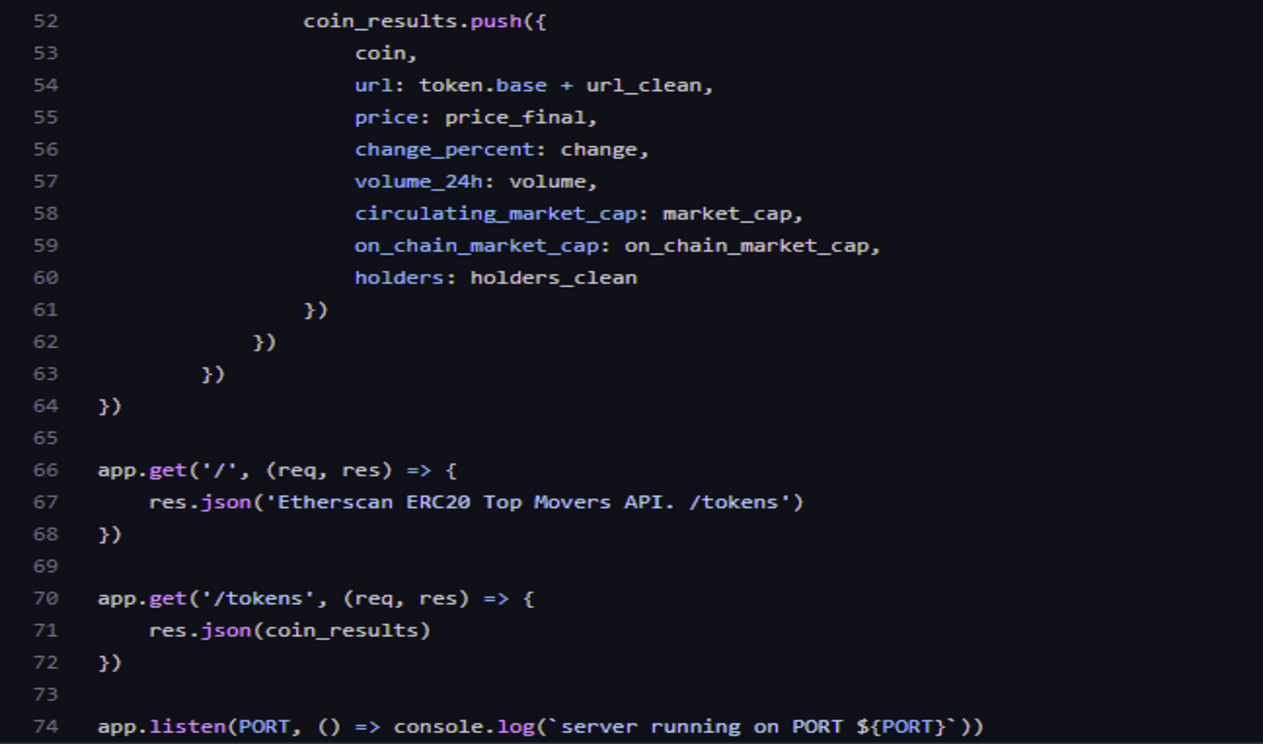 52                    coin_results.push({
53                        coin,
54                        url: token.base + url_clean,
55                        price: price_final,
56                        change_percent: change,
57                        volume_24h: volume,
58                        circulating_market_cap: market_cap,
59                        on_chain_market_cap: on_chain_market_cap,
60                        holders: holders_clean
61                    })
62                })
63            })
64    })
65
66    app.get('/', (req, res) => {
67        res.json('Etherscan ERC20 Top Movers API. /tokens')
68    })
69
70    app.get('/tokens', (req, res) => {
71        res.json(coin_results)
72    })
73
74    app.listen(PORT, () => console.log(`server running on PORT ${PORT}`))